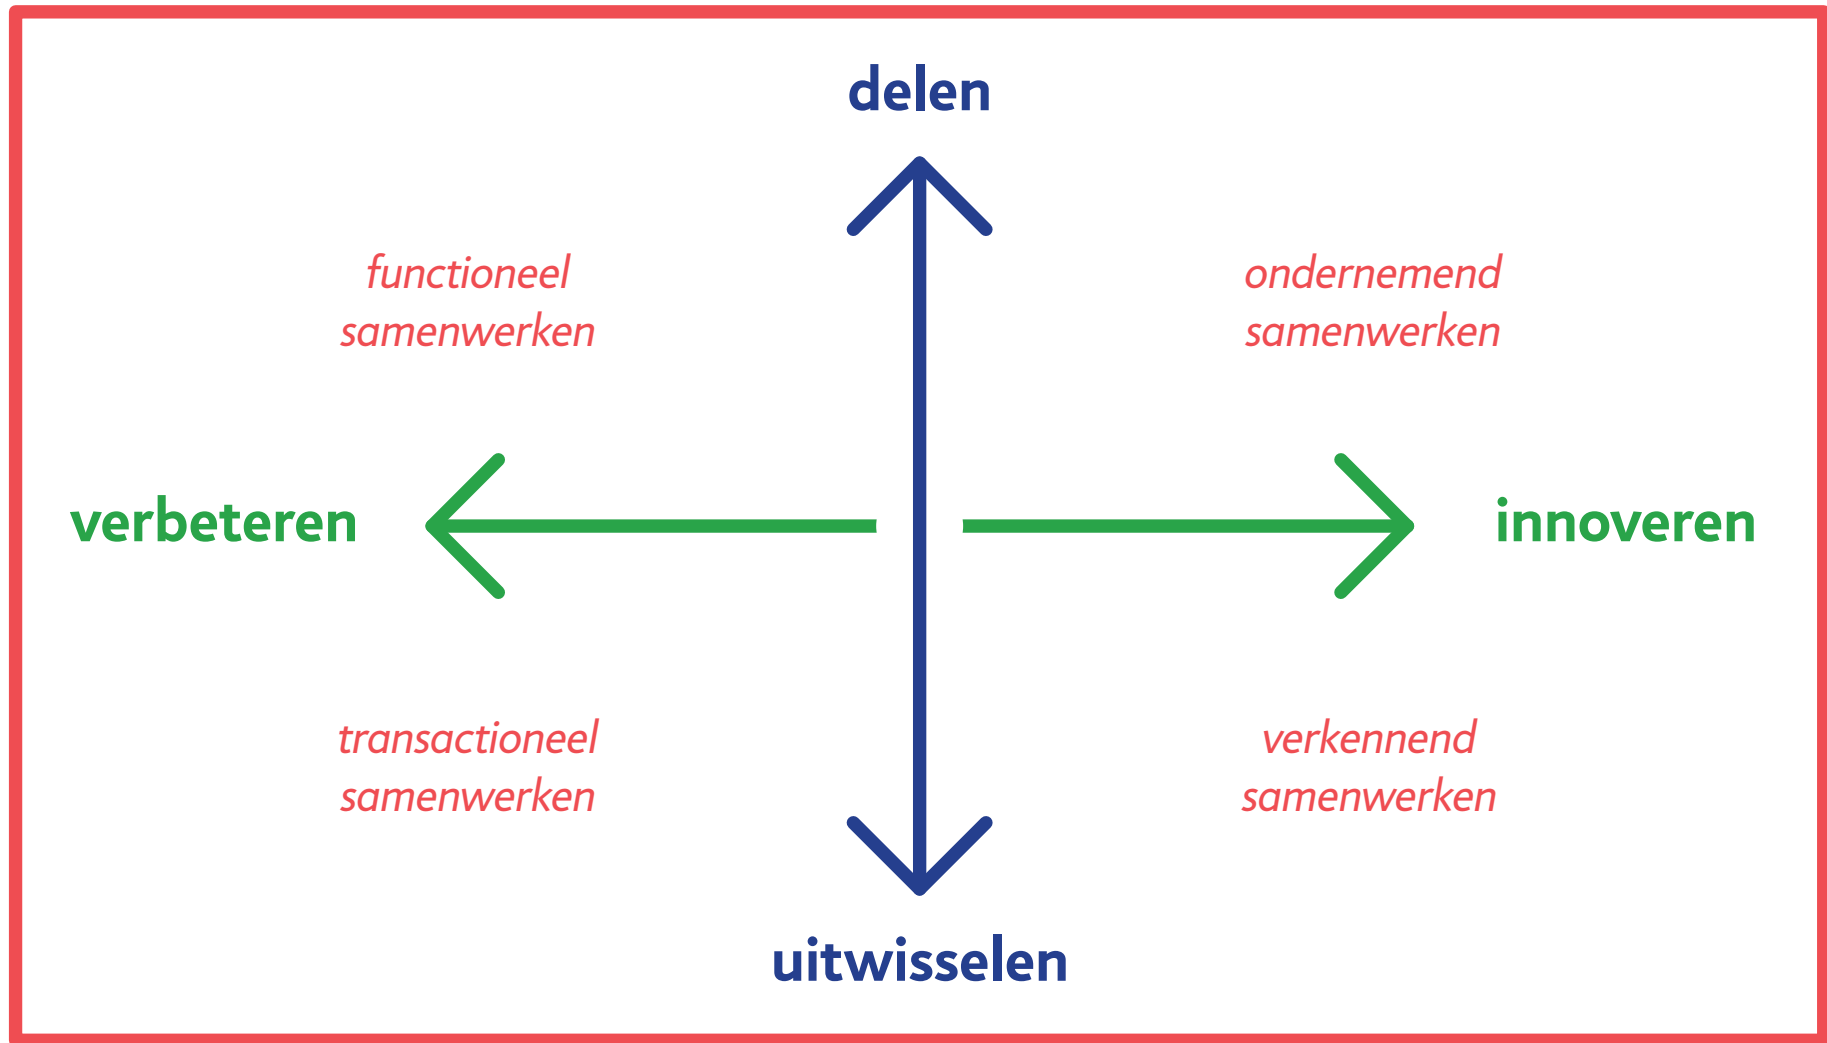 delen
functioneel
samenwerken
ondernemend
samenwerken
verbeteren
innoveren
transactioneel
samenwerken
verkennend
samenwerken
uitwisselen